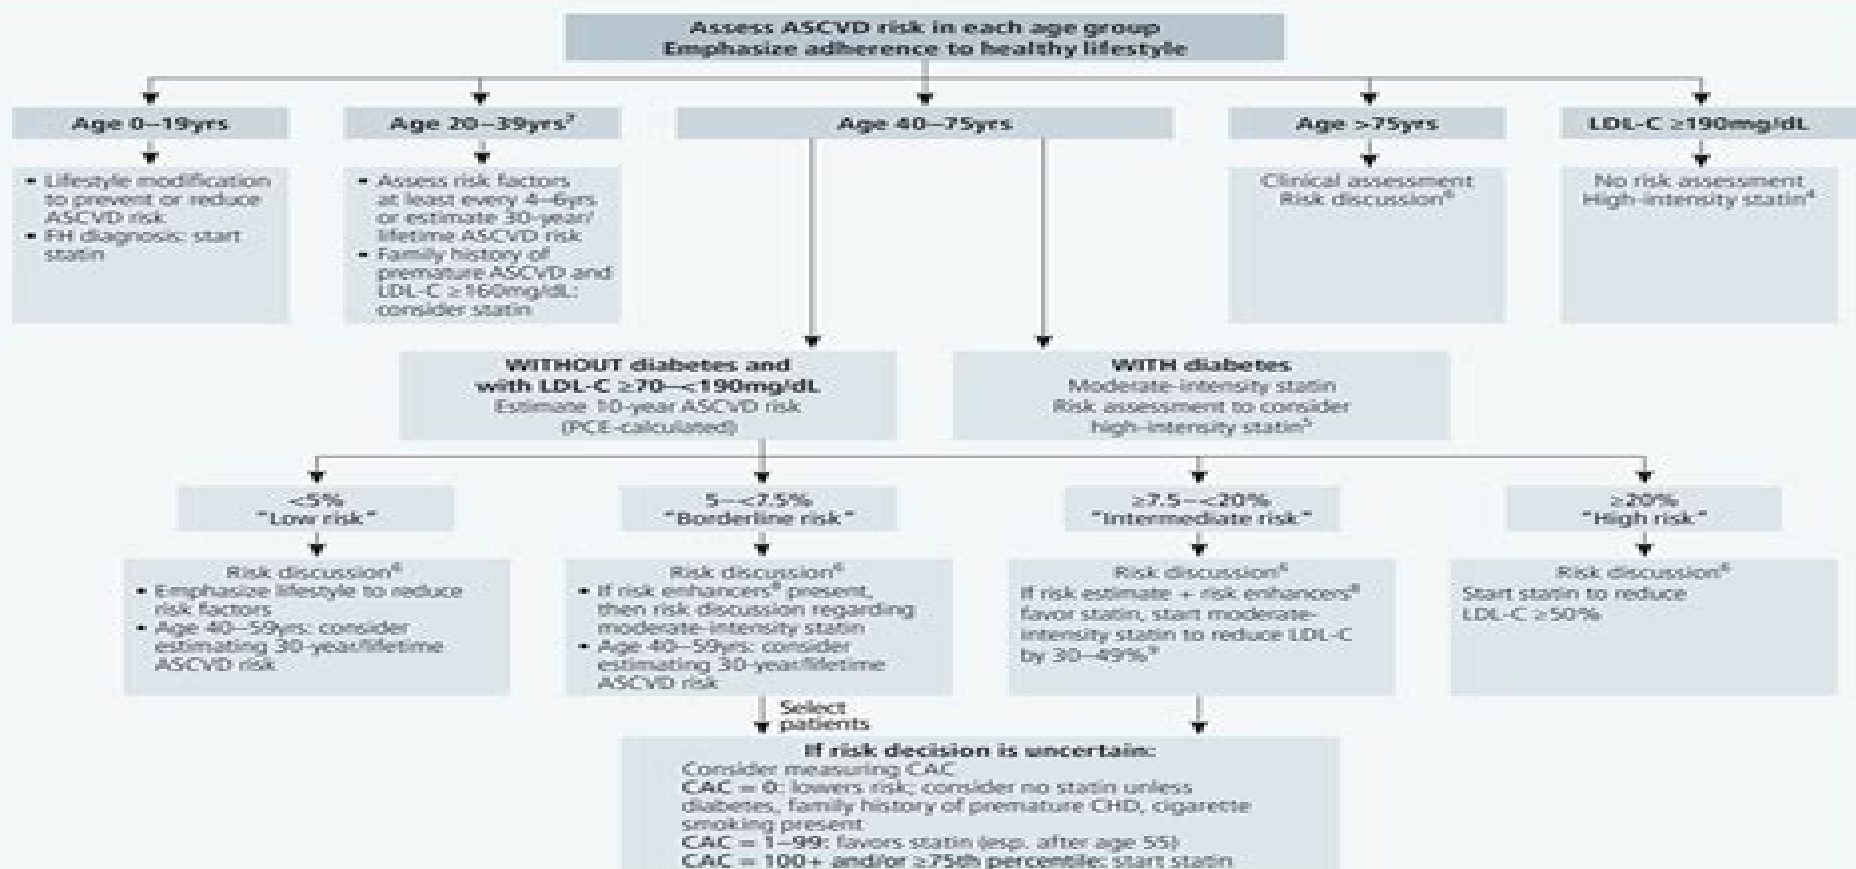 Assess ASCVD risk in each age group
Emphasize adherence to healthy lifestyle
Age 0–19yrs
Age 20–39yrs⁷
Age 40–75yrs
Age >75yrs
LDL-C ≥190mg/dL
• Lifestyle modification
to prevent or reduce
ASCVD risk
• FH diagnosis: start
statin
• Assess risk factors
at least every 4–6yrs
or estimate 30-year/
lifetime ASCVD risk
• Family history of
premature ASCVD and
LDL-C ≥160mg/dL:
consider statin
Clinical assessment
Risk discussion⁶
No risk assessment
High-intensity statin⁴
WITHOUT diabetes and
with LDL-C ≥70–<190mg/dL
Estimate 10-year ASCVD risk
(PCE-calculated)
WITH diabetes
Moderate-intensity statin
Risk assessment to consider
high-intensity statin⁵
<5%
"Low risk"
5–<7.5%
"Borderline risk"
≥7.5–<20%
"Intermediate risk"
≥20%
"High risk"
Risk discussion⁶
• Emphasize lifestyle to reduce
risk factors
• Age 40–59yrs: consider
estimating 30-year/lifetime
ASCVD risk
Risk discussion⁶
• If risk enhancers⁸ present,
then risk discussion regarding
moderate-intensity statin
• Age 40–59yrs: consider
estimating 30-year/lifetime
ASCVD risk
Risk discussion⁶
If risk estimate + risk enhancers⁸
favor statin, start moderate-
intensity statin to reduce LDL-C
by 30–49%⁹
Risk discussion⁶
Start statin to reduce
LDL-C ≥50%
Select
patients
If risk decision is uncertain:
Consider measuring CAC
CAC = 0: lowers risk; consider no statin unless
diabetes, family history of premature CHD, cigarette
smoking present
CAC = 1–99: favors statin (esp. after age 55)
CAC = 100+ and/or ≥75th percentile: start statin